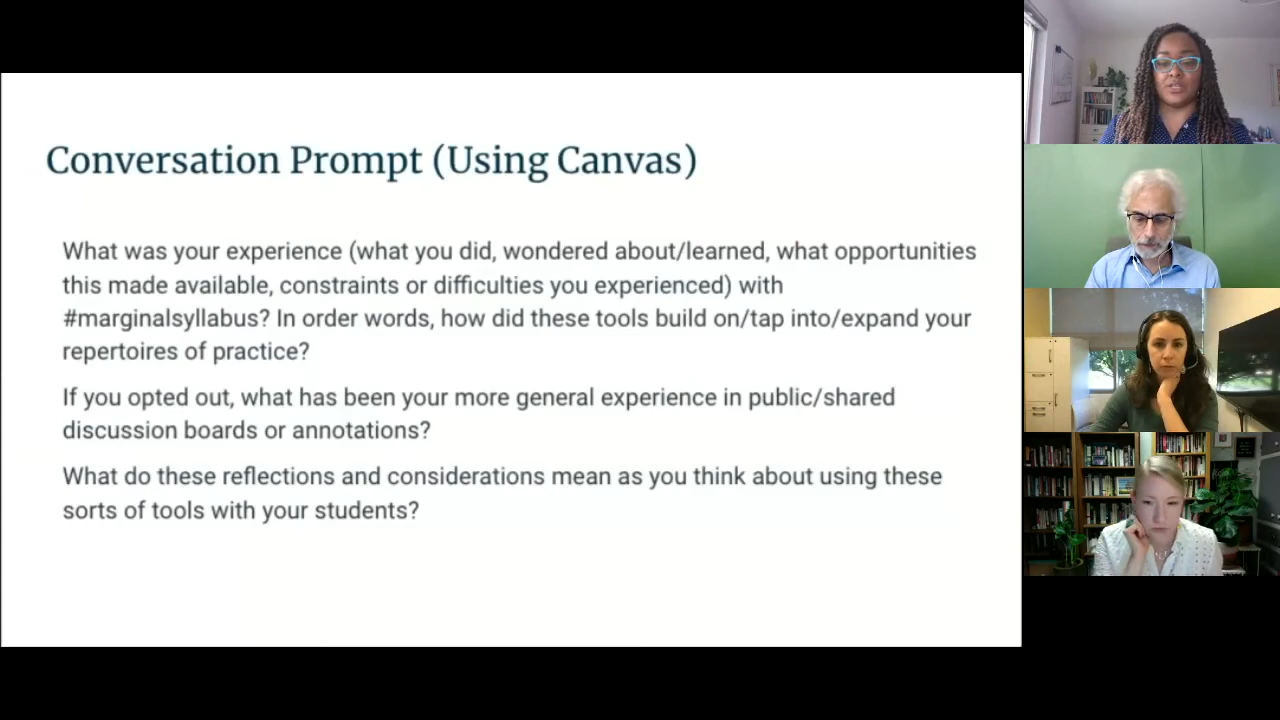 Conversation Prompt (Using Canvas)
What was your experience (what you did, wondered about/learned, what opportunities
this made available, constraints or difficulties you experienced) with
#marginalsyllabus? In order words, how did these tools build on/tap into/expand your
repertoires of practice?
If you opted out, what has been your more general experience in public/shared
discussion boards or annotations?
What do these reflections and considerations mean as you think about using these
sorts of tools with your students?